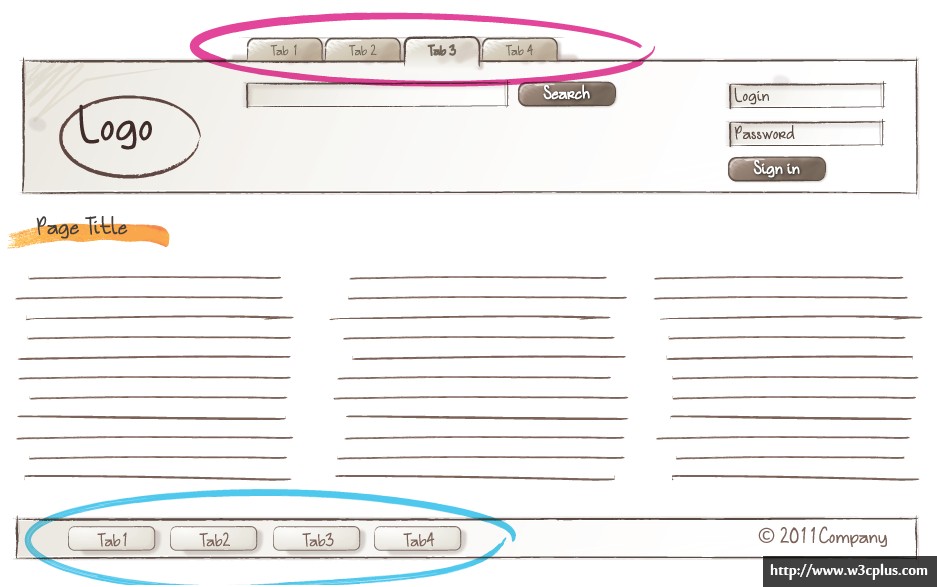 Tab 1 Tab 2 Tab 3 Tab 4
Search
Login
Logo
Password
Sign in
Page Title
Tab1 Tab2 Tab3 Tab4
© 2011Company
http://www.w3cplus.com